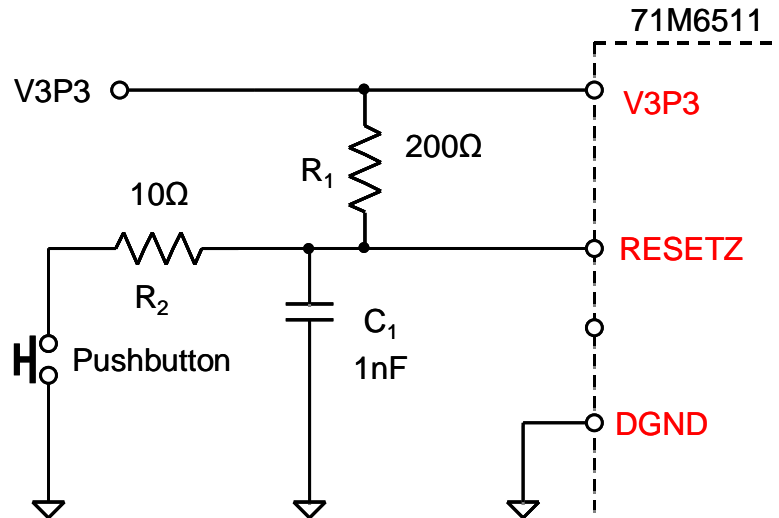 71M6511
V3P3
V3P3
200Ω
R1
10Ω
RESETZ
R2
C1
Pushbutton
1nF
DGND